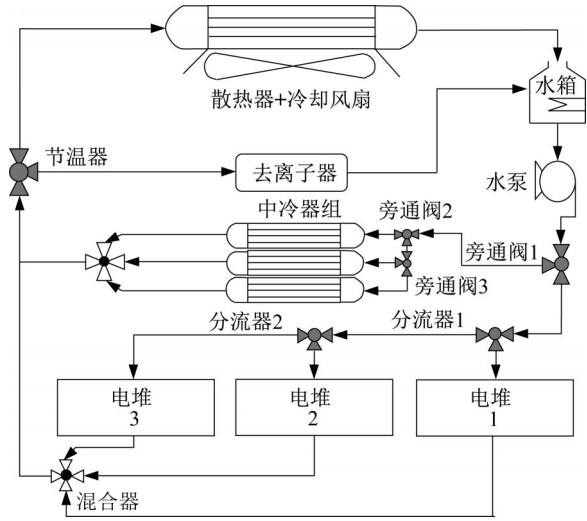 散热器+冷却风扇
水箱
节温器
去离子器
水泵
中冷器组
旁通阀2
旁通阀1
旁通阀3
分流器2
分流器1
电堆
3
电堆
2
电堆
1
混合器